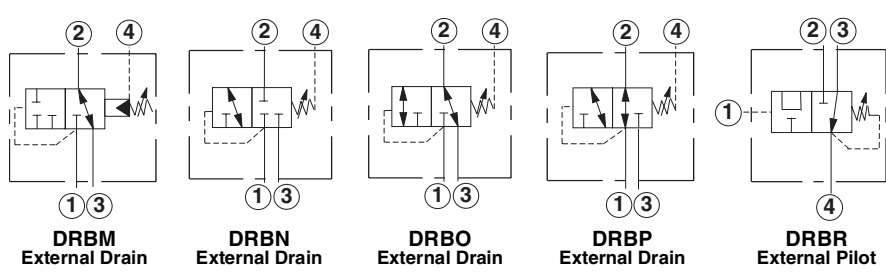 2 4 2 4 2 4 2 4 2 3
1
1 3 1 3 1 3 1 3 4
DRBM DRBN DRBO DRBP DRBR
External Drain External Drain External Drain External Drain External Pilot